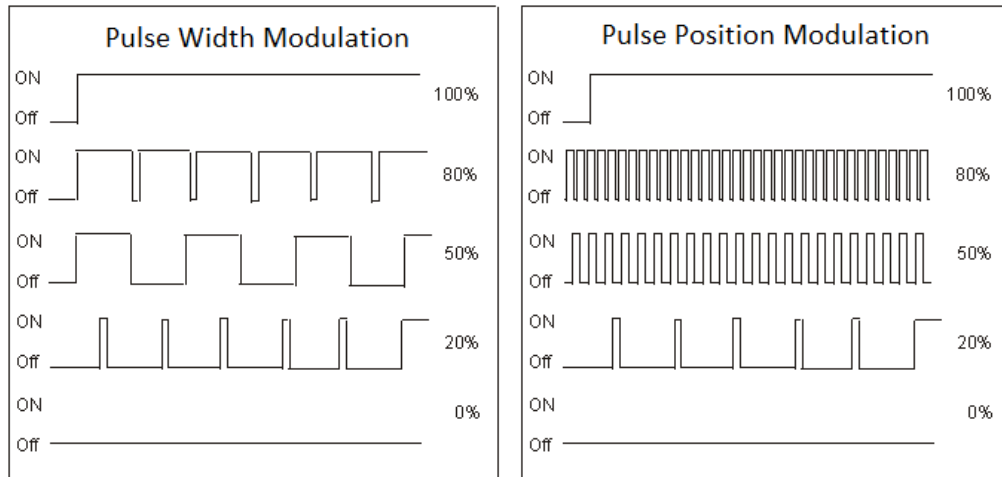 Pulse Width Modulation
ON
Off
100%
ON
Off
80%
ON
Off
50%
ON
Off
20%
ON
Off
0%
Pulse Position Modulation
ON
Off
100%
ON
Off
80%
ON
Off
50%
ON
Off
20%
ON
Off
0%